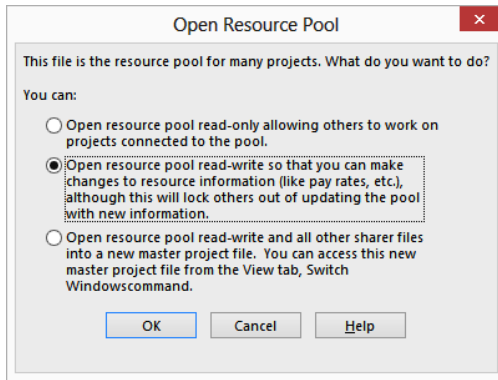 Open Resource Pool
This file is the resource pool for many projects. What do you want to do?
You can:
Open resource pool read-only allowing others to work on
projects connected to the pool.
Open resource pool read-write so that you can make
changes to resource information (like pay rates, etc.),
although this will lock others out of updating the pool
with new information.
Open resource pool read-write and all other sharer files
into a new master project file.  You can access this new
master project file from the View tab, Switch
Windowscommand.
OK Cancel Help